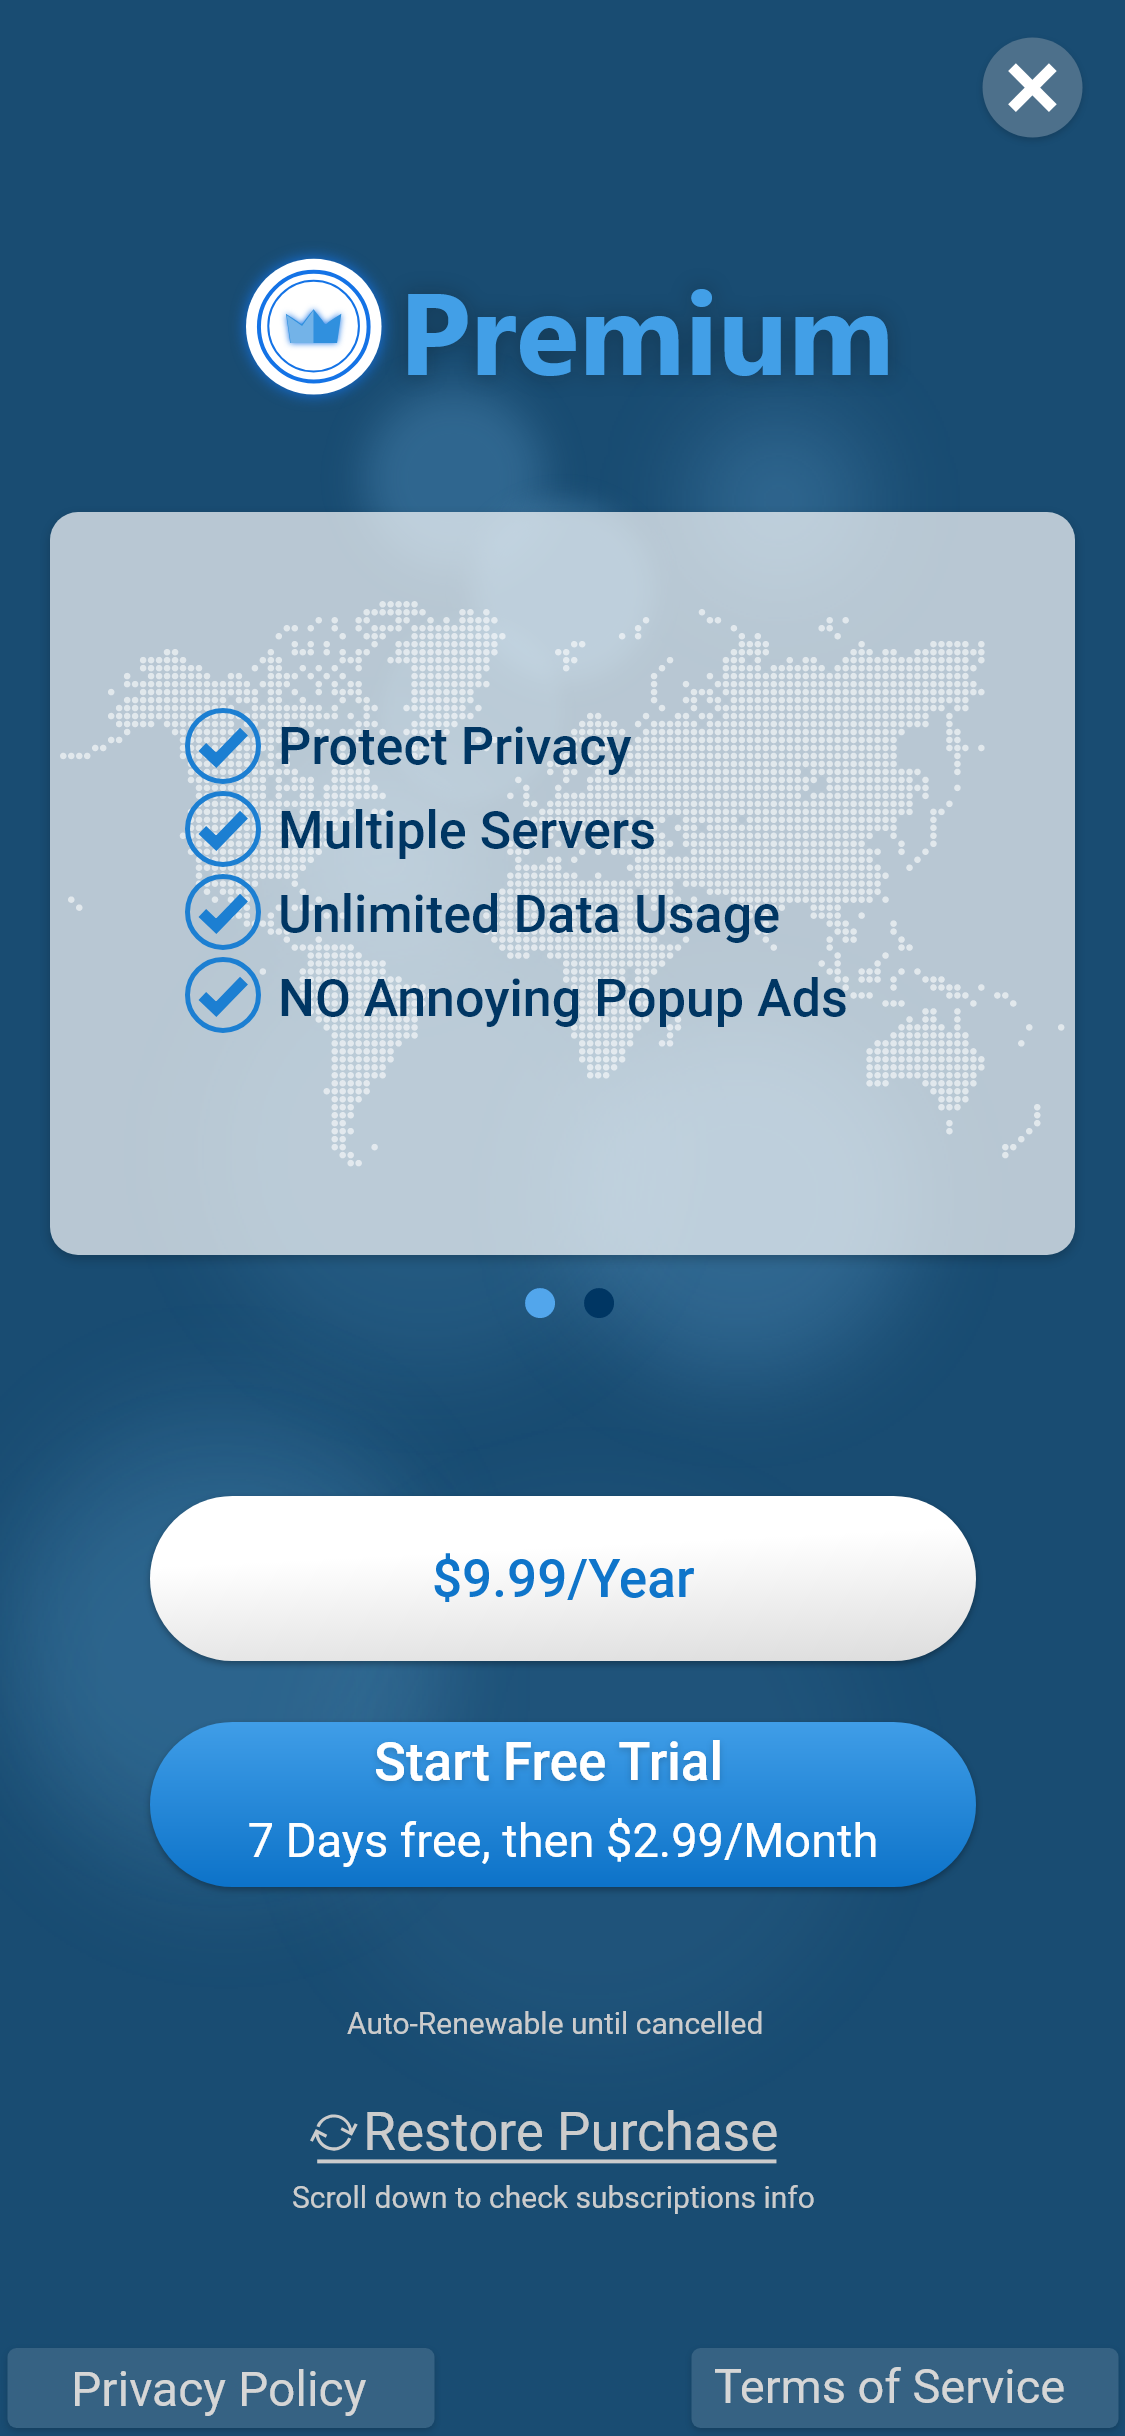 Premium
Protect Privacy
Multiple Servers
Unlimited Data Usage
NO Annoying Popup Ads
$9.99/Year
Start Free Trial
7 Days free, then $2.99/Month
Auto-Renewable until cancelled
Restore Purchase
Scroll down to check subscriptions info
Privacy Policy
Terms of Service